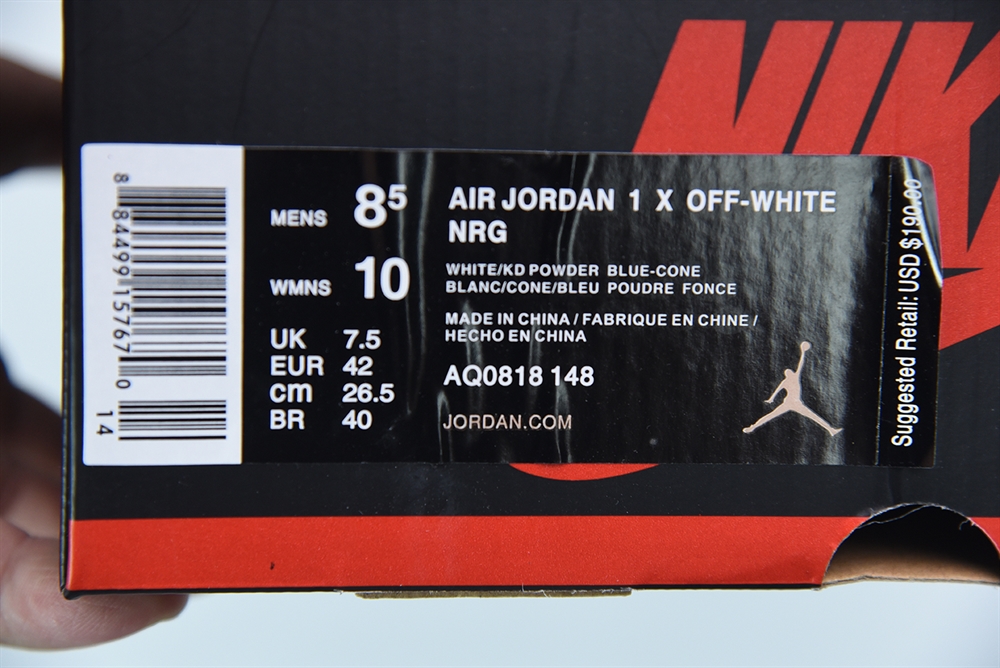 NIK
8 84499 15767 0
14
MENS 8⁵
WMNS 10
UK 7.5
EUR 42
cm 26.5
BR 40
AIR JORDAN 1 X OFF-WHITE
NRG
WHITE/KD POWDER BLUE-CONE
BLANC/CONE/BLEU POUDRE FONCE
MADE IN CHINA / FABRIQUE EN CHINE /
HECHO EN CHINA
AQ0818 148
JORDAN.COM
Suggested Retail: USD $190.00